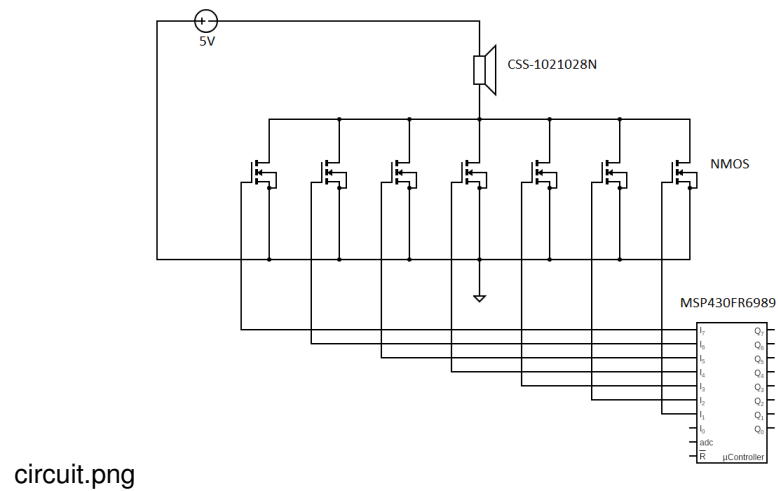 5V
CSS-1021028N
NMOS
MSP430FR6989
I7 Q7
I6 Q6
I5 Q5
I4 Q4
I3 Q3
I2 Q2
I1 Q1
I0 Q0
adc
R µController
circuit.png